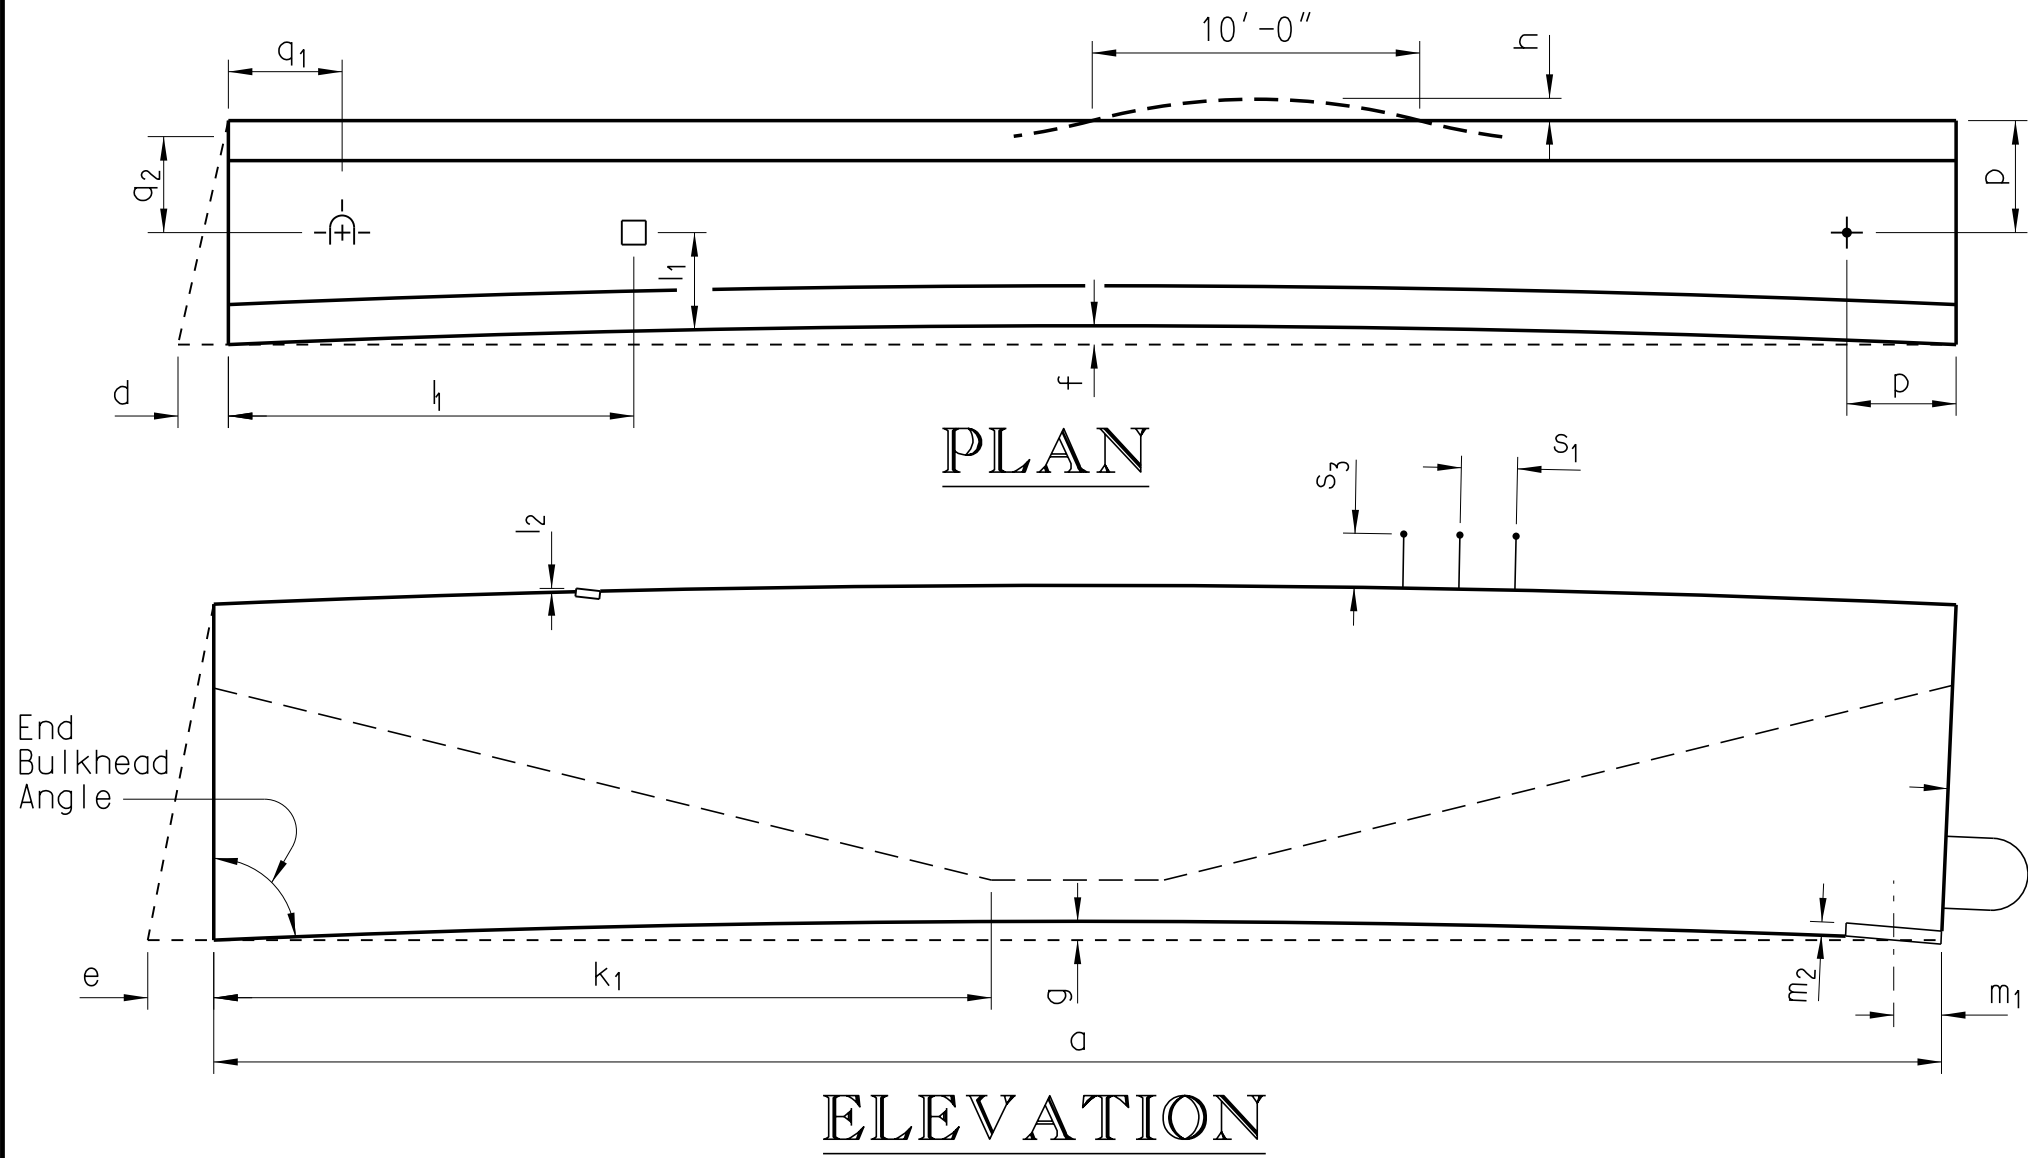 10'-0"
h
q1
q2
p
l1
d
l1
f
p
PLAN
s3
s1
l2
End
Bulkhead
Angle
e
k1
g
m2
m1
a
ELEVATION